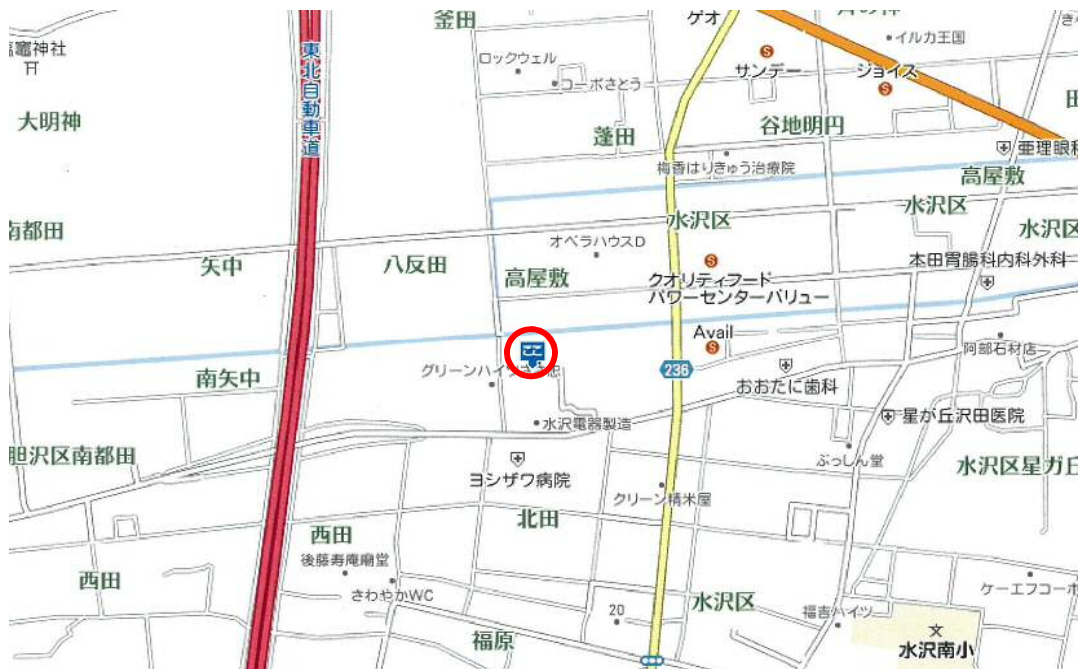 釜田
ゲオ
イルカ王国
竈神社
ロックウェル
サンデー
ジョイス
コーポさとう
東北自動車道
大明神
蓬田
谷地明円
亜理眼科
梅香はりきゅう治療院
高屋敷
水沢区
水沢区
南都田
水沢区
オペラハウスD
矢中
八反田
高屋敷
本田胃腸科内科外科
クオリティフード
パワーセンターバリュー
Avail
ここ
阿部石材店
グリーンハイツ
236
南矢中
おおたに歯科
水沢電器製造
星が丘沢田医院
胆沢区南都田
ぶっしん堂
ヨシザワ病院
水沢区星ガ丘
クリーン精米屋
北田
西田
後藤寿庵廟堂
西田
ケーエフコーポ
さわやかWC
水沢区
20
福吉ハイツ
文
福原
水沢南小